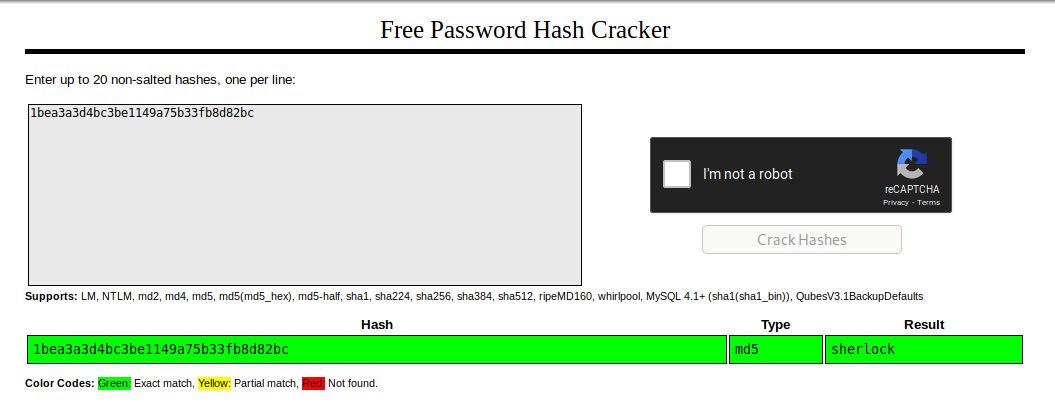 Free Password Hash Cracker
Enter up to 20 non-salted hashes, one per line:
1bea3a3d4bc3be1149a75b33fb8d82bc
I'm not a robot
reCAPTCHA
Privacy - Terms
Crack Hashes
Supports: LM, NTLM, md2, md4, md5, md5(md5_hex), md5-half, sha1, sha224, sha256, sha384, sha512, ripeMD160, whirlpool, MySQL 4.1+ (sha1(sha1_bin)), QubesV3.1BackupDefaults
Hash Type Result
1bea3a3d4bc3be1149a75b33fb8d82bc md5 sherlock
Color Codes: Green: Exact match, Yellow: Partial match, Red: Not found.